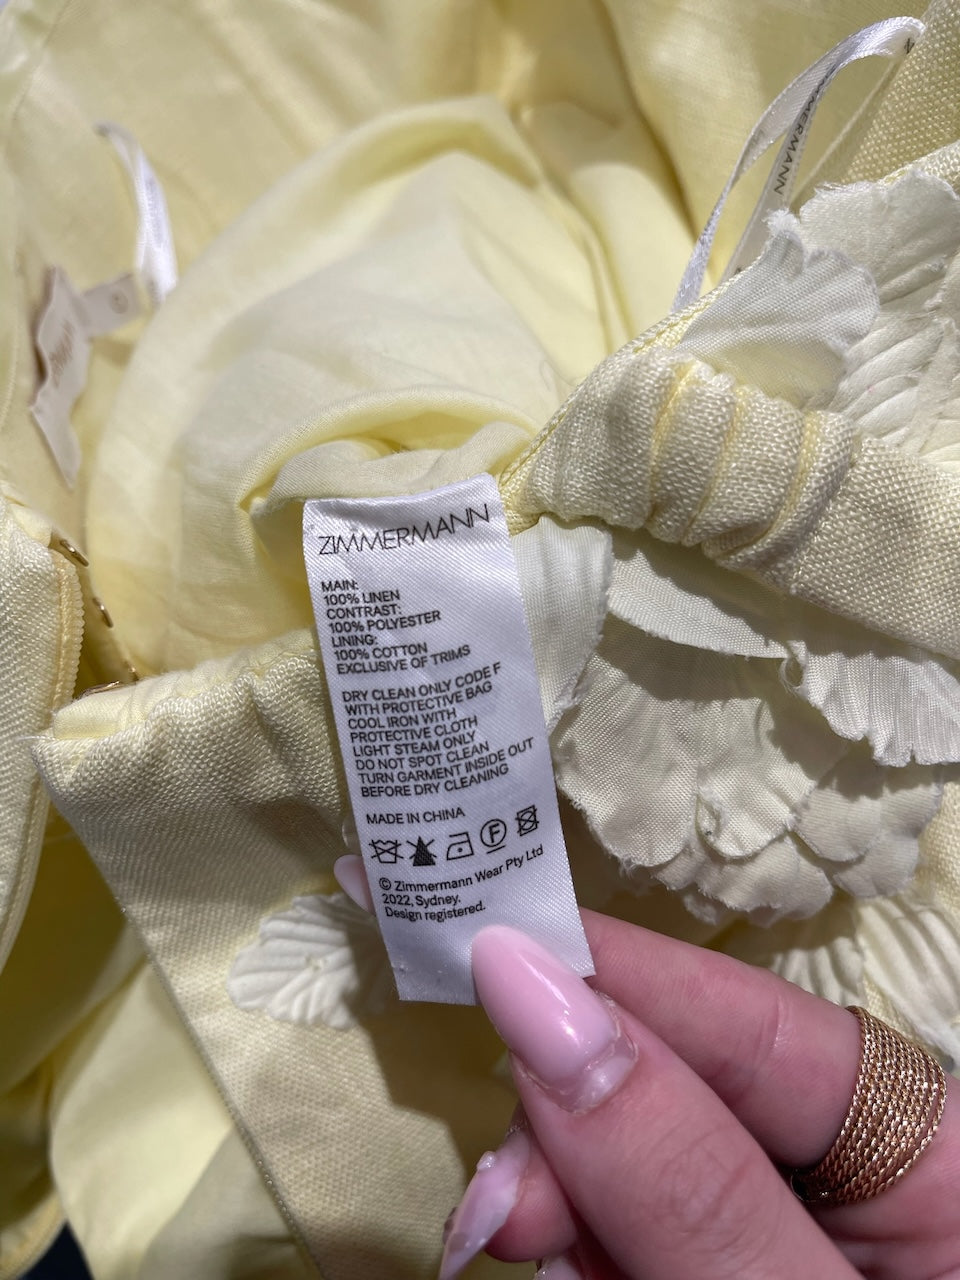 ZIMMERMANN
ZIMMERMANN
MAIN:
100% LINEN
CONTRAST:
100% POLYESTER
LINING:
100% COTTON
EXCLUSIVE OF TRIMS
DRY CLEAN ONLY CODE F
WITH PROTECTIVE BAG
COOL IRON WITH
PROTECTIVE CLOTH
LIGHT STEAM ONLY
DO NOT SPOT CLEAN
TURN GARMENT INSIDE OUT
BEFORE DRY CLEANING
MADE IN CHINA
F
© Zimmermann Wear Pty Ltd
2022, Sydney.
Design registered.